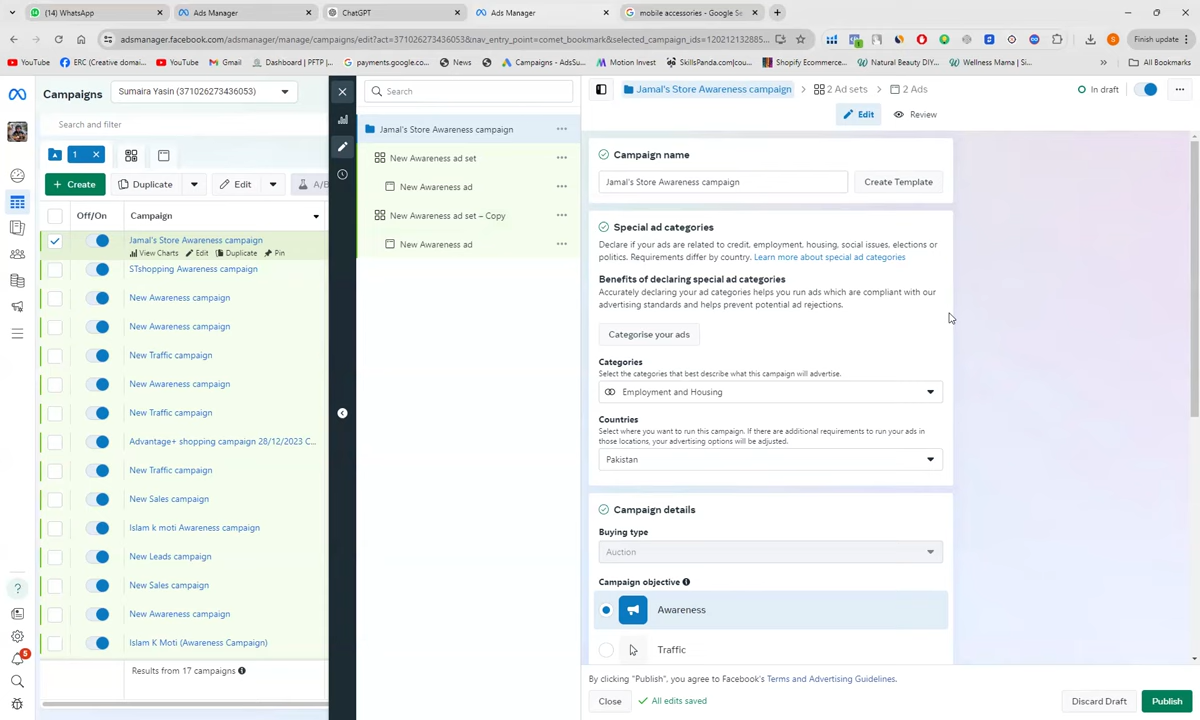 (14) WhatsApp
Ads Manager
ChatGPT
Ads Manager
mobile accessories - Google Se
adsmanager.facebook.com/adsmanager/manage/campaigns/edit?act=371026273436053&nav_entry_point=comet_bookmark&selected_campaign_ids=120212132885...
Finish update
YouTube
ERC (Creative domai...
YouTube
Gmail
Dashboard | PFTP |...
payments.google.co...
News
Campaigns - AdsSu...
Motion Invest
SkillsPanda.com|cou...
Shopify Ecommerce...
Natural Beauty DIY...
Wellness Mama | Si...
All Bookmarks
Campaigns
Sumaira Yasin (371026273436053)
Search and filter
1
Create
Duplicate
Edit
A/B
Off/On
Campaign
Jamal's Store Awareness campaign
View Charts
Edit
Duplicate
Pin
STshopping Awareness campaign
New Awareness campaign
New Awareness campaign
New Traffic campaign
New Awareness campaign
New Traffic campaign
Advantage+ shopping campaign 28/12/2023 C...
New Traffic campaign
New Sales campaign
Islam k moti Awareness campaign
New Leads campaign
New Sales campaign
New Awareness campaign
Islam K Moti (Awareness Campaign)
Results from 17 campaigns
5
Search
Jamal's Store Awareness campaign
New Awareness ad set
New Awareness ad
New Awareness ad set – Copy
New Awareness ad
Jamal's Store Awareness campaign
2 Ad sets
2 Ads
In draft
Edit
Review
Campaign name
Jamal's Store Awareness campaign
Create Template
Special ad categories
Declare if your ads are related to credit, employment, housing, social issues, elections or
politics. Requirements differ by country. Learn more about special ad categories
Benefits of declaring special ad categories
Accurately declaring your ad categories helps you run ads which are compliant with our
advertising standards and helps prevent potential ad rejections.
Categorise your ads
Categories
Select the categories that best describe what this campaign will advertise.
Employment and Housing
Countries
Select where you want to run this campaign. If there are additional requirements to run your ads in
those locations, your advertising options will be adjusted.
Pakistan
Campaign details
Buying type
Auction
Campaign objective
Awareness
Traffic
By clicking "Publish", you agree to Facebook's Terms and Advertising Guidelines.
Close
All edits saved
Discard Draft
Publish